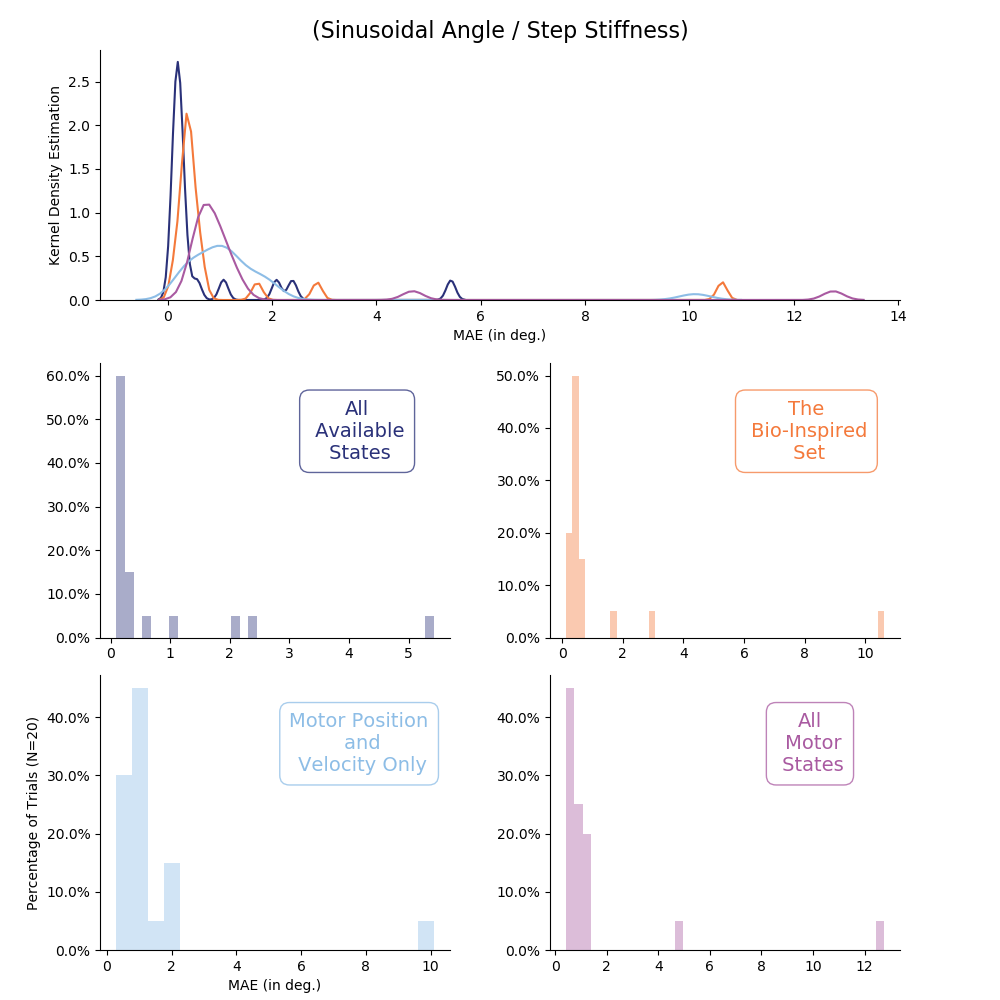 (Sinusoidal Angle / Step Stiffness)
Kernel Density Estimation
2.5
2.0
1.5
1.0
0.5
0.0
0 2 4 6 8 10 12 14
MAE (in deg.)
60.0%
50.0%
40.0%
30.0%
20.0%
10.0%
0.0%
All
Available
States
0 1 2 3 4 5
50.0%
40.0%
30.0%
20.0%
10.0%
0.0%
The
Bio-Inspired
Set
0 2 4 6 8 10
Percentage of Trials (N=20)
40.0%
30.0%
20.0%
10.0%
0.0%
Motor Position
and
Velocity Only
0 2 4 6 8 10
MAE (in deg.)
40.0%
30.0%
20.0%
10.0%
0.0%
All
Motor
States
0 2 4 6 8 10 12